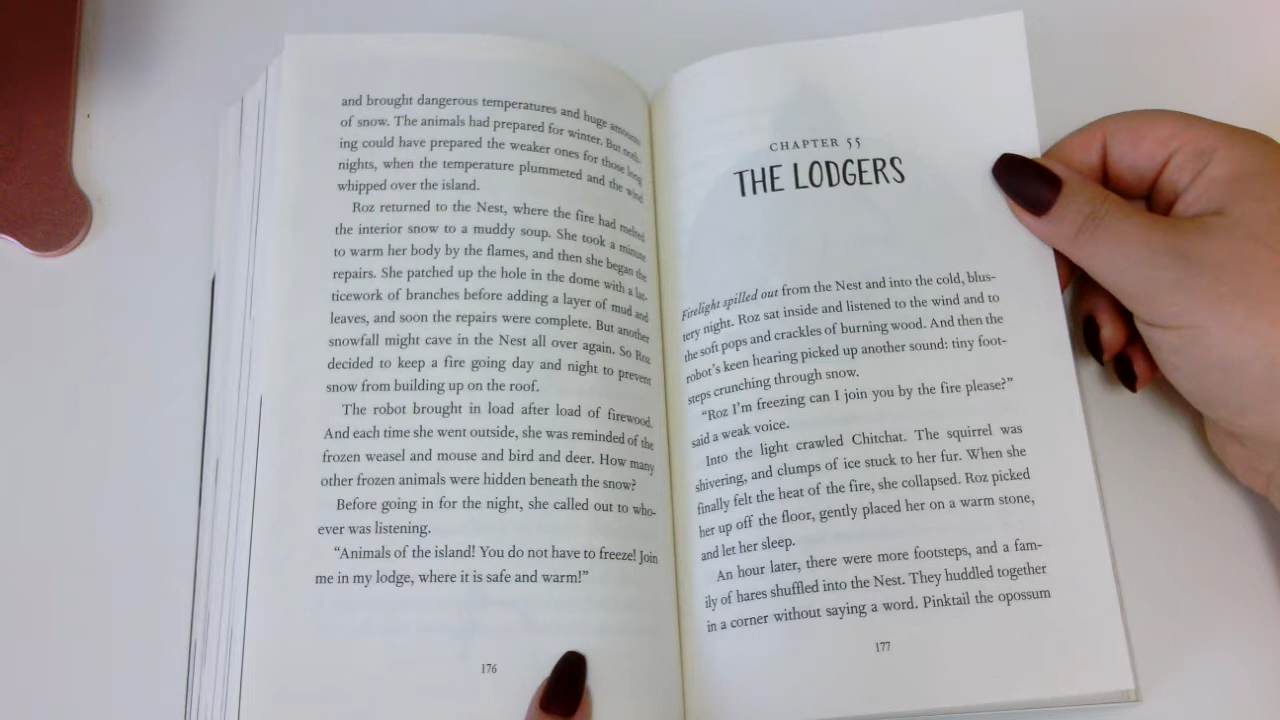 and brought dangerous temperatures and huge amounts
of snow. The animals had prepared for winter. But noth-
ing could have prepared the weaker ones for those long
nights, when the temperature plummeted and the wind
whipped over the island.
Roz returned to the Nest, where the fire had melted
the interior snow to a muddy soup. She took a minute
to warm her body by the flames, and then she began the
repairs. She patched up the hole in the dome with a lat-
ticework of branches before adding a layer of mud and
leaves, and soon the repairs were complete. But another
snowfall might cave in the Nest all over again. So Roz
decided to keep a fire going day and night to prevent
snow from building up on the roof.
The robot brought in load after load of firewood.
And each time she went outside, she was reminded of the
frozen weasel and mouse and bird and deer. How many
other frozen animals were hidden beneath the snow?
Before going in for the night, she called out to who-
ever was listening.
“Animals of the island! You do not have to freeze! Join
me in my lodge, where it is safe and warm!”
176
CHAPTER 55
THE LODGERS
Firelight spilled out from the Nest and into the cold, blus-
tery night. Roz sat inside and listened to the wind and to
the soft pops and crackles of burning wood. And then the
robot’s keen hearing picked up another sound: tiny foot-
steps crunching through snow.
“Roz I’m freezing can I join you by the fire please?”
said a weak voice.
Into the light crawled Chitchat. The squirrel was
shivering, and clumps of ice stuck to her fur. When she
finally felt the heat of the fire, she collapsed. Roz picked
her up off the floor, gently placed her on a warm stone,
and let her sleep.
An hour later, there were more footsteps, and a fam-
ily of hares shuffled into the Nest. They huddled together
in a corner without saying a word. Pinktail the opossum
177